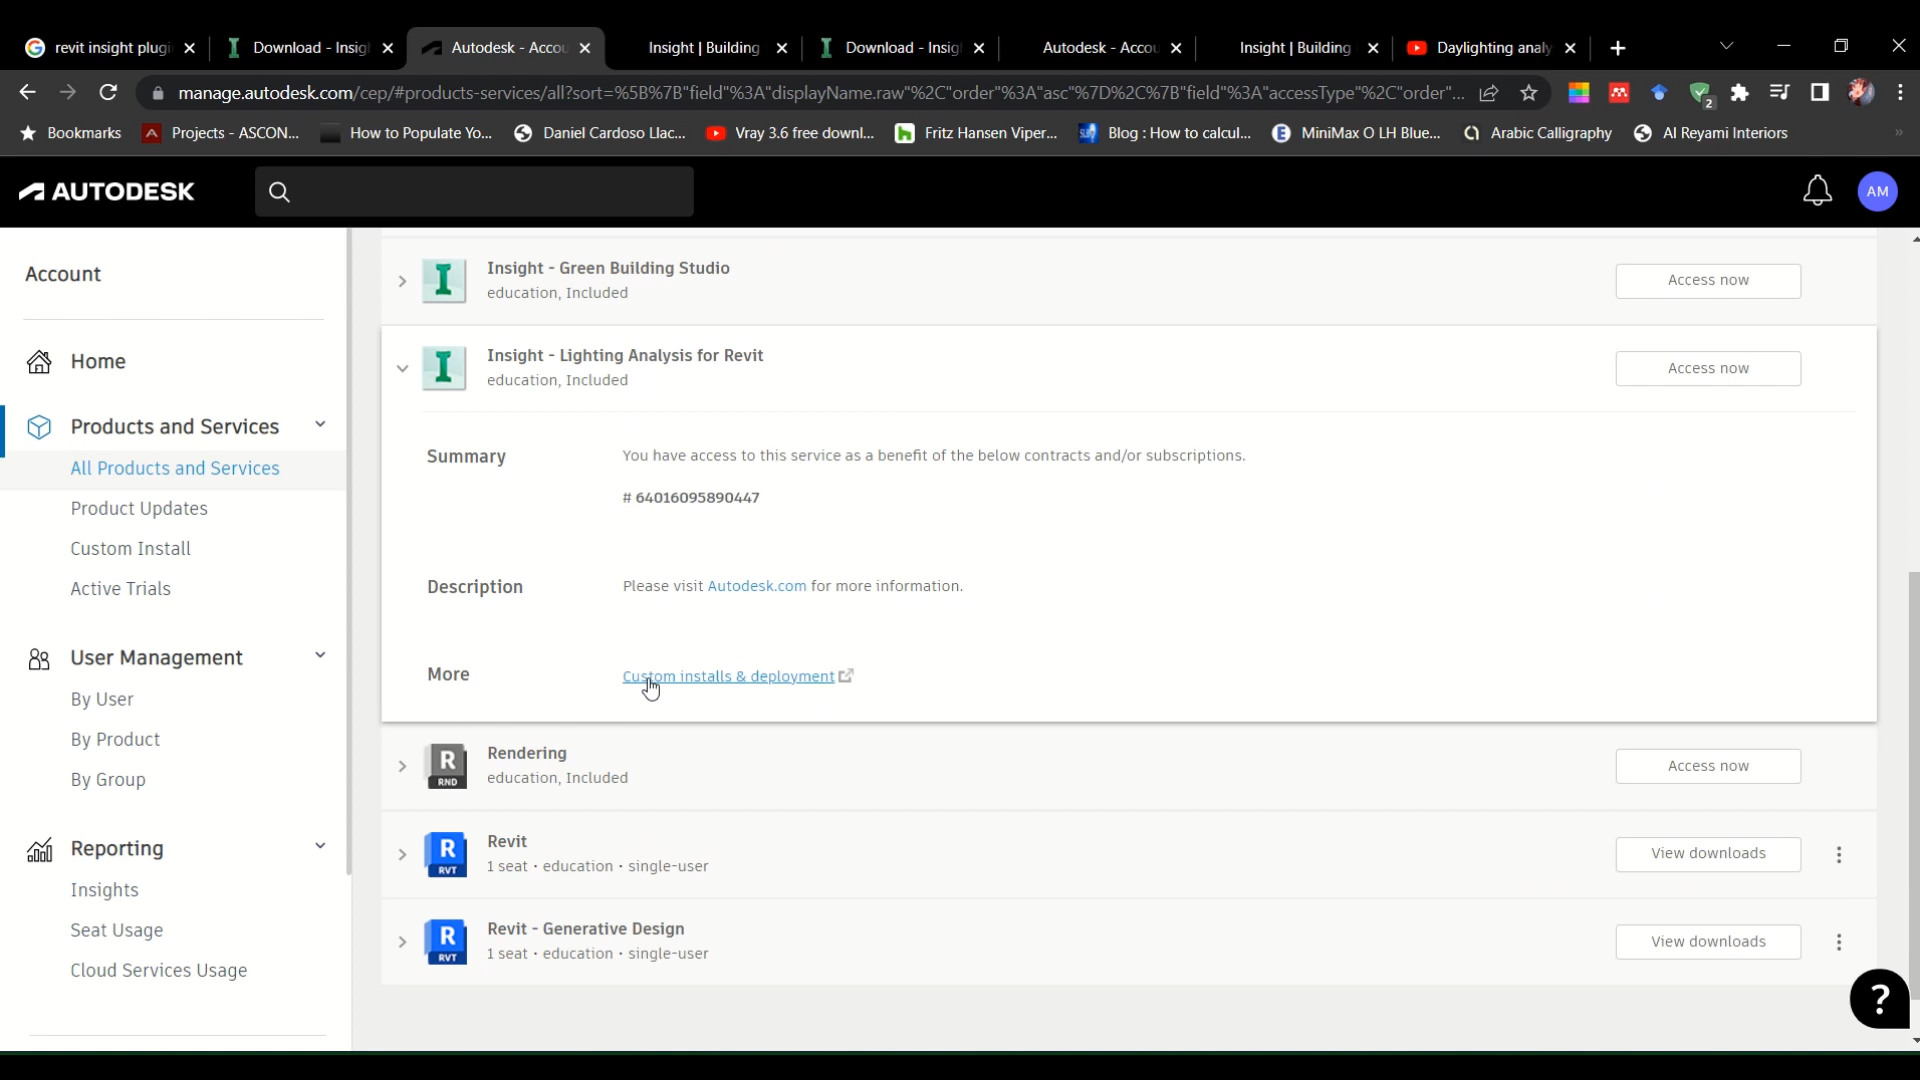 revit insight plugi
Download - Insig
Autodesk - Accou
Insight | Building
Download - Insig
Autodesk - Accou
Insight | Building
Daylighting analy
manage.autodesk.com/cep/#products-services/all?sort=%5B%7B"field"%3A"displayName.raw"%2C"order"%3A"asc"%7D%2C%7B"field"%3A"accessType"%2C"order"...
2
Bookmarks
Projects - ASCON...
How to Populate Yo...
Daniel Cardoso Llac...
Vray 3.6 free downl...
Fritz Hansen Viper...
Blog : How to calcul...
MiniMax O LH Blue...
Arabic Calligraphy
Al Reyami Interiors
AUTODESK
AM
Account
Home
Products and Services
All Products and Services
Product Updates
Custom Install
Active Trials
User Management
By User
By Product
By Group
Reporting
Insights
Seat Usage
Cloud Services Usage
I
Insight - Green Building Studio
education, Included
Access now
I
Insight - Lighting Analysis for Revit
education, Included
Access now
Summary
You have access to this service as a benefit of the below contracts and/or subscriptions.
# 64016095890447
Description
Please visit Autodesk.com for more information.
More
Custom installs & deployment
R
RND
Rendering
education, Included
Access now
R
RVT
Revit
1 seat · education · single-user
View downloads
R
RVT
Revit - Generative Design
1 seat · education · single-user
View downloads
?